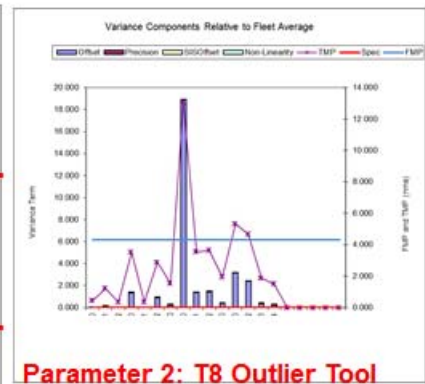 Variance Components Relative to Fleet Average
Offset Precision SISOffset Non-Linearity TMP Spec FMP
20.000 14.000
18.000
16.000 12.000
14.000 10.000
12.000
10.000 8.000
8.000 6.000
6.000 4.000
4.000
2.000 2.000
0.000 0.000
Variance Term
FMP and TMP (rms)
Parameter 2: T8 Outlier Tool